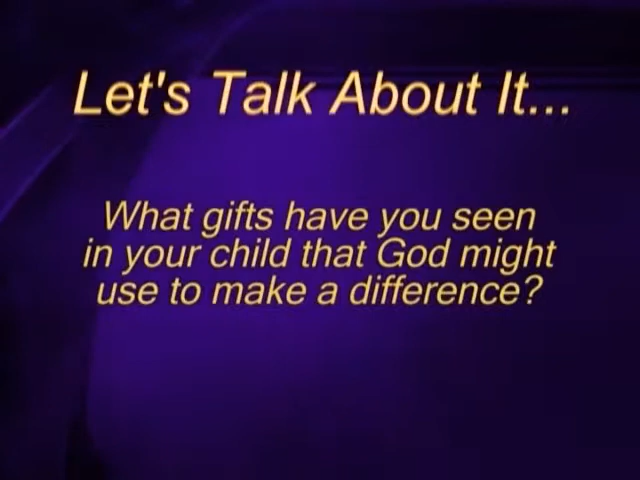 Let's Talk About It...
What gifts have you seen
in your child that God might
use to make a difference?